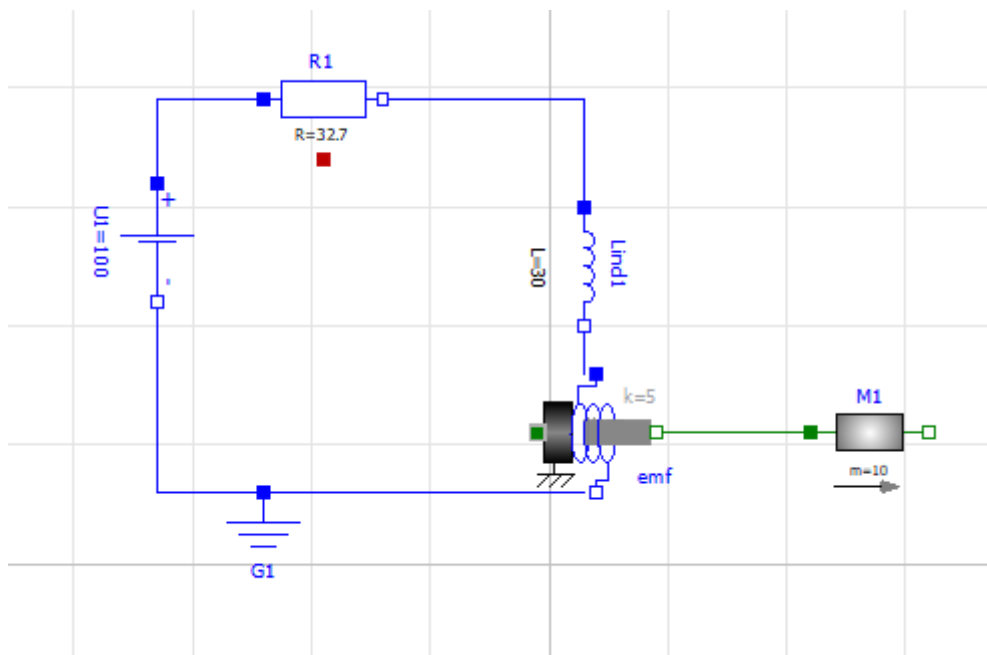 R1
R=32.7
+
U1=100
-
L=30
Lind1
k=5
emf
M1
m=10
G1